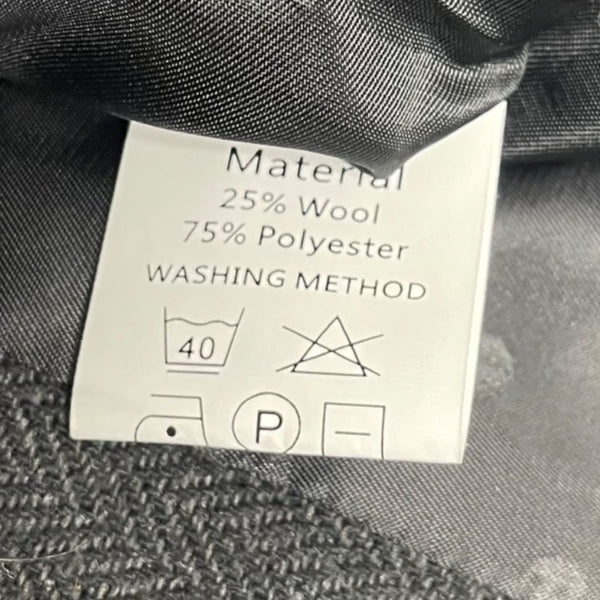 Material
25% Wool
75% Polyester
WASHING METHOD
40
P